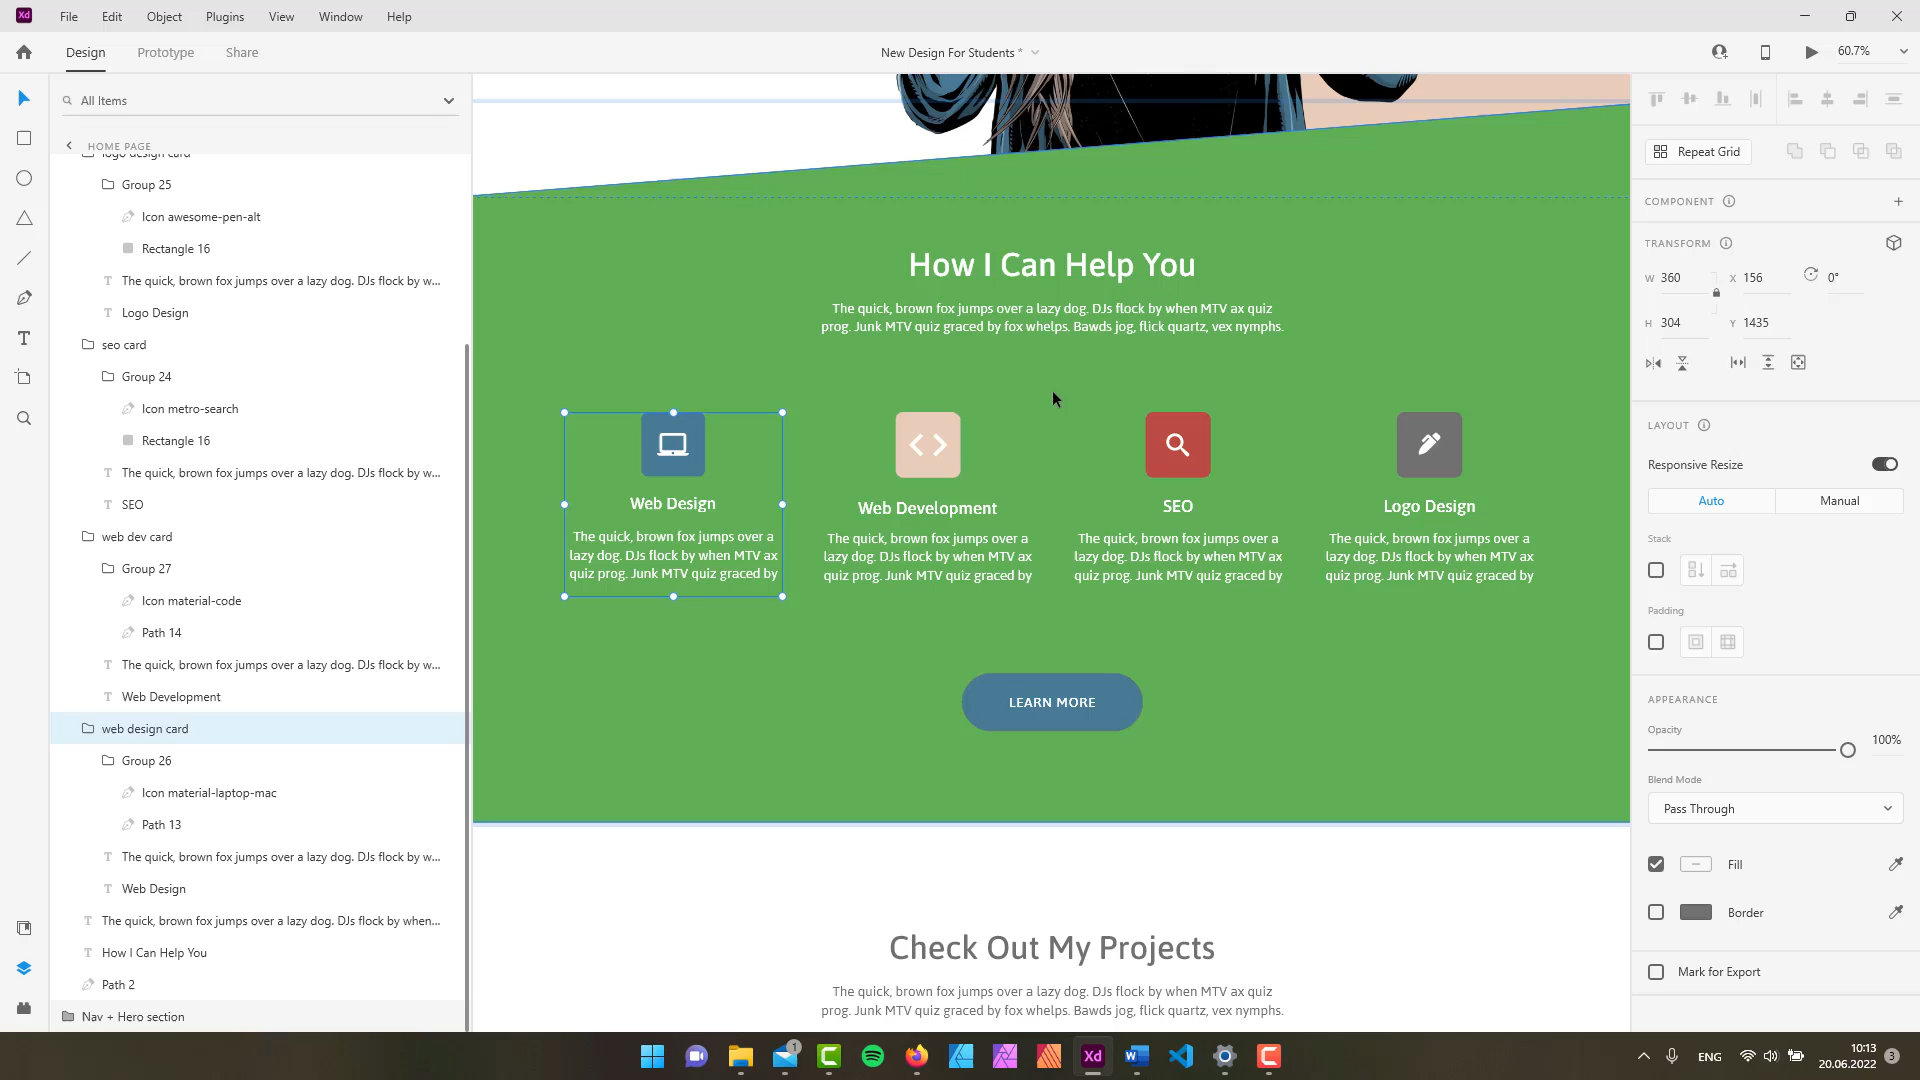 Xd
File
Edit
Object
Plugins
View
Window
Help
Design
Prototype
Share
New Design For Students *
60.7%
All Items
HOME PAGE
logo design card
Group 25
Icon awesome-pen-alt
Rectangle 16
The quick, brown fox jumps over a lazy dog. DJs flock by w...
Logo Design
seo card
Group 24
Icon metro-search
Rectangle 16
The quick, brown fox jumps over a lazy dog. DJs flock by w...
SEO
web dev card
Group 27
Icon material-code
Path 14
The quick, brown fox jumps over a lazy dog. DJs flock by w...
Web Development
web design card
Group 26
Icon material-laptop-mac
Path 13
The quick, brown fox jumps over a lazy dog. DJs flock by w...
Web Design
The quick, brown fox jumps over a lazy dog. DJs flock by when...
How I Can Help You
Path 2
Nav + Hero section
How I Can Help You
The quick, brown fox jumps over a lazy dog. DJs flock by when MTV ax quiz
prog. Junk MTV quiz graced by fox whelps. Bawds jog, flick quartz, vex nymphs.
Web Design
The quick, brown fox jumps over a
lazy dog. DJs flock by when MTV ax
quiz prog. Junk MTV quiz graced by
Web Development
The quick, brown fox jumps over a
lazy dog. DJs flock by when MTV ax
quiz prog. Junk MTV quiz graced by
SEO
The quick, brown fox jumps over a
lazy dog. DJs flock by when MTV ax
quiz prog. Junk MTV quiz graced by
Logo Design
The quick, brown fox jumps over a
lazy dog. DJs flock by when MTV ax
quiz prog. Junk MTV quiz graced by
LEARN MORE
Check Out My Projects
The quick, brown fox jumps over a lazy dog. DJs flock by when MTV ax quiz
prog. Junk MTV quiz graced by fox whelps. Bawds jog, flick quartz, vex nymphs.
Repeat Grid
COMPONENT
TRANSFORM
W 360
X 156
0°
H 304
Y 1435
LAYOUT
Responsive Resize
Auto
Manual
Stack
Padding
APPEARANCE
Opacity
100%
Blend Mode
Pass Through
Fill
Border
Mark for Export
1
Xd
W
ENG
10:13
20.06.2022
3